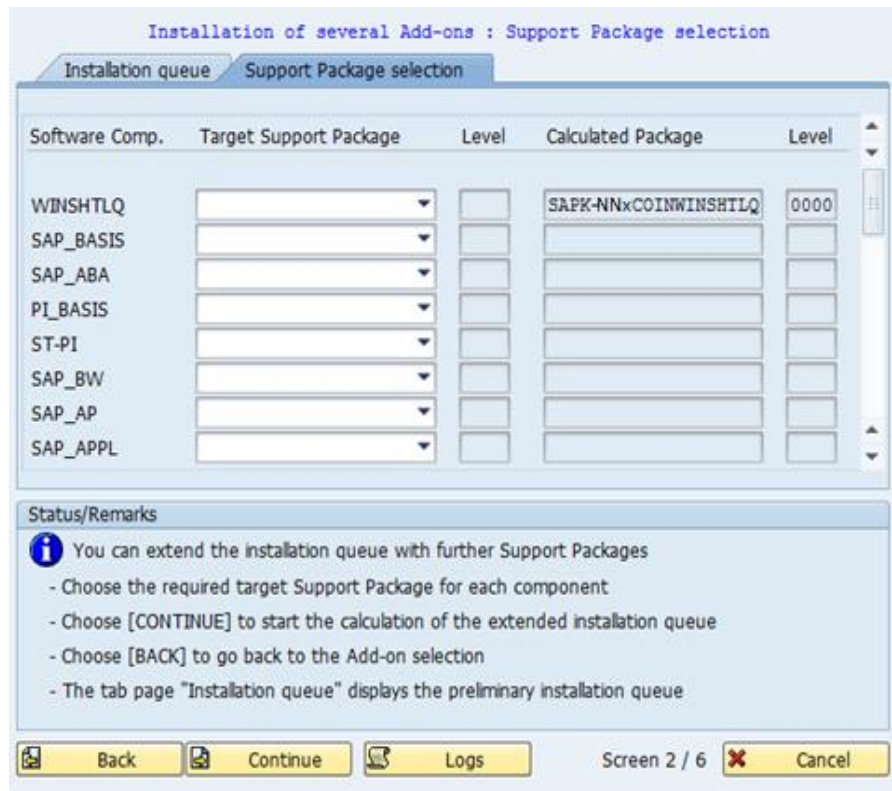 Installation of several Add-ons : Support Package selection
Installation queue Support Package selection
Software Comp. Target Support Package Level Calculated Package Level
WINSHTLQ SAPK-NNxCOINWINSHTLQ 0000
SAP_BASIS
SAP_ABA
PI_BASIS
ST-PI
SAP_BW
SAP_AP
SAP_APPL
Status/Remarks
You can extend the installation queue with further Support Packages
- Choose the required target Support Package for each component
- Choose [CONTINUE] to start the calculation of the extended installation queue
- Choose [BACK] to go back to the Add-on selection
- The tab page "Installation queue" displays the preliminary installation queue
Back Continue Logs Screen 2 / 6 Cancel